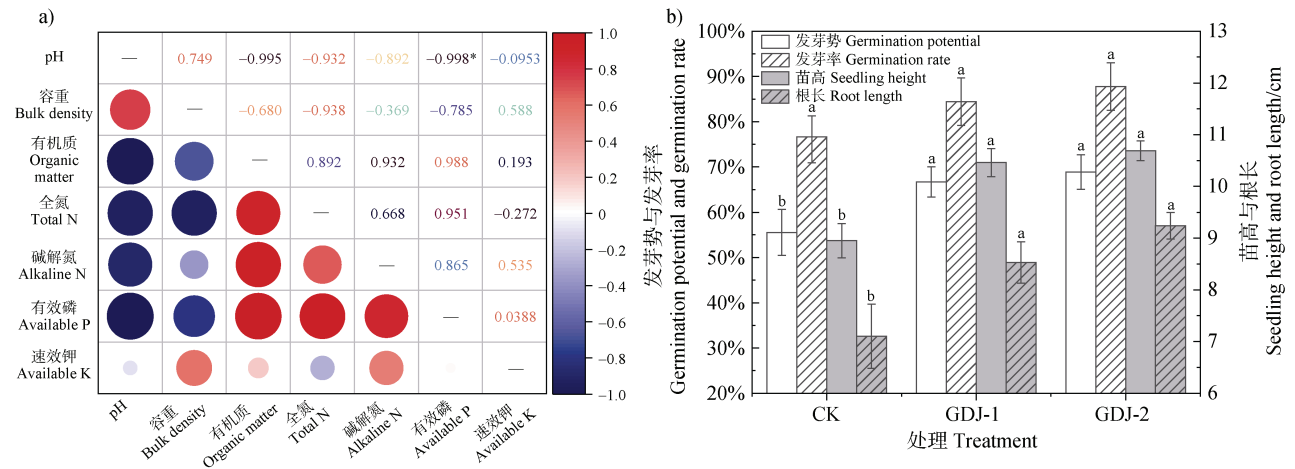 a)
pH
— 0.749 −0.995 −0.932 −0.892 −0.998* −0.0953
容重
Bulk density
— −0.680 −0.938 −0.369 −0.785 0.588
有机质
Organic
matter
— 0.892 0.932 0.988 0.193
全氮
Total N
— 0.668 0.951 −0.272
碱解氮
Alkaline N
— 0.865 0.535
有效磷
Available P
— 0.0388
速效钾
Available K
—
pH
容重
Bulk density
有机质
Organic matter
全氮
Total N
碱解氮
Alkaline N
有效磷
Available P
速效钾
Available K
1.0
0.8
0.6
0.4
0.2
0
−0.2
−0.4
−0.6
−0.8
−1.0
b)
发芽势与发芽率
Germination potential and germination rate
100%
90%
80%
70%
60%
50%
40%
30%
20%
发芽势 Germination potential
发芽率 Germination rate
苗高 Seedling height
根长 Root length
b a b b
a a a a
a a a a
CK GDJ-1 GDJ-2
处理 Treatment
13
12
11
10
9
8
7
6
苗高与根长
Seedling height and root length/cm